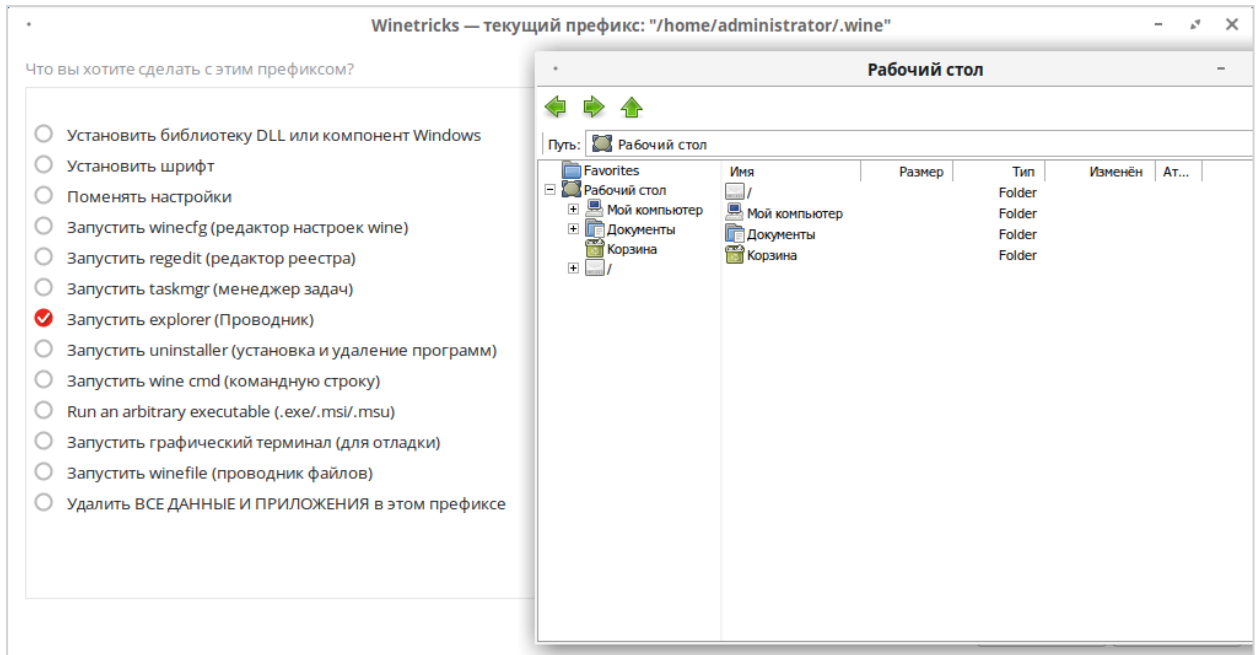 Winetricks — текущий префикс: "/home/administrator/.wine"
Что вы хотите сделать с этим префиксом?
Установить библиотеку DLL или компонент Windows
Установить шрифт
Поменять настройки
Запустить winecfg (редактор настроек wine)
Запустить regedit (редактор реестра)
Запустить taskmgr (менеджер задач)
Запустить explorer (Проводник)
Запустить uninstaller (установка и удаление программ)
Запустить wine cmd (командную строку)
Run an arbitrary executable (.exe/.msi/.msu)
Запустить графический терминал (для отладки)
Запустить winefile (проводник файлов)
Удалить ВСЕ ДАННЫЕ И ПРИЛОЖЕНИЯ в этом префиксе
Рабочий стол
Путь: Рабочий стол
Favorites
Рабочий стол
Мой компьютер
Документы
Корзина
/
Имя Размер Тип Изменён Ат...
/ Folder
Мой компьютер Folder
Документы Folder
Корзина Folder